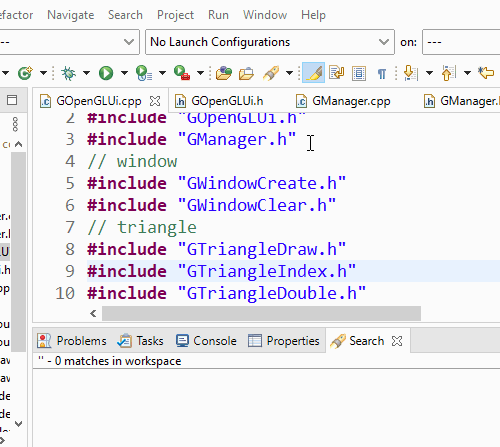 efactor Navigate Search Project Run Window Help
--- No Launch Configurations on: ---
GOpenGLUi.cpp GOpenGLUi.h GManager.cpp GManager.h
2 #include "GOpenGLUi.h"
3 #include "GManager.h"
4 // window
5 #include "GWindowCreate.h"
6 #include "GWindowClear.h"
7 // triangle
8 #include "GTriangleDraw.h"
9 #include "GTriangleIndex.h"
10 #include "GTriangleDouble.h"
Problems Tasks Console Properties Search
'' - 0 matches in workspace